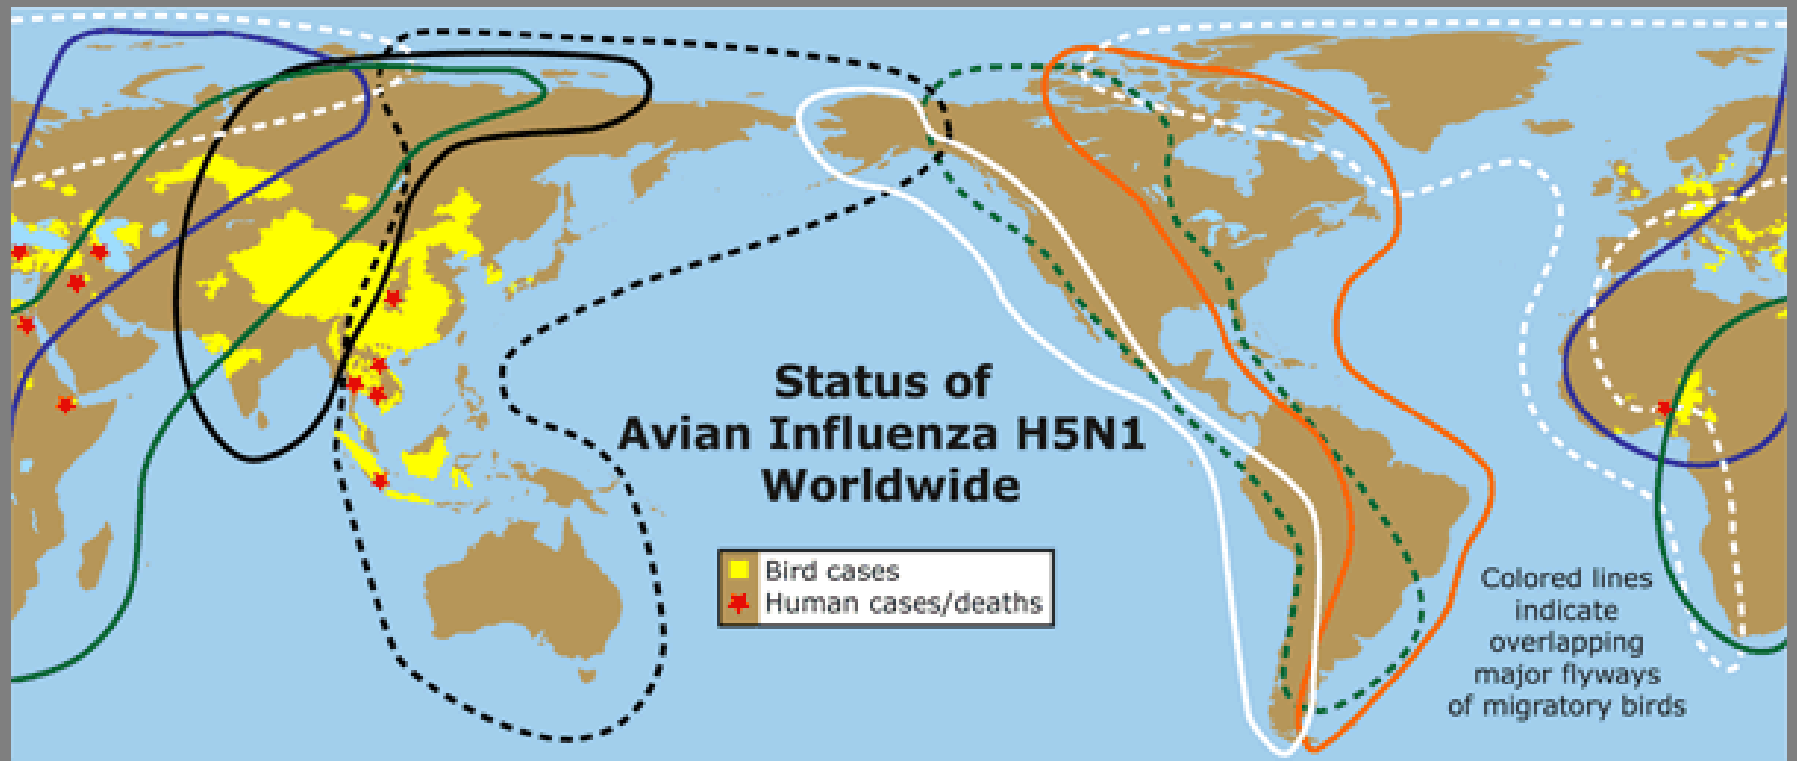 Status of
Avian Influenza H5N1
Worldwide
Bird cases
Human cases/deaths
Colored lines
indicate
overlapping
major flyways
of migratory birds